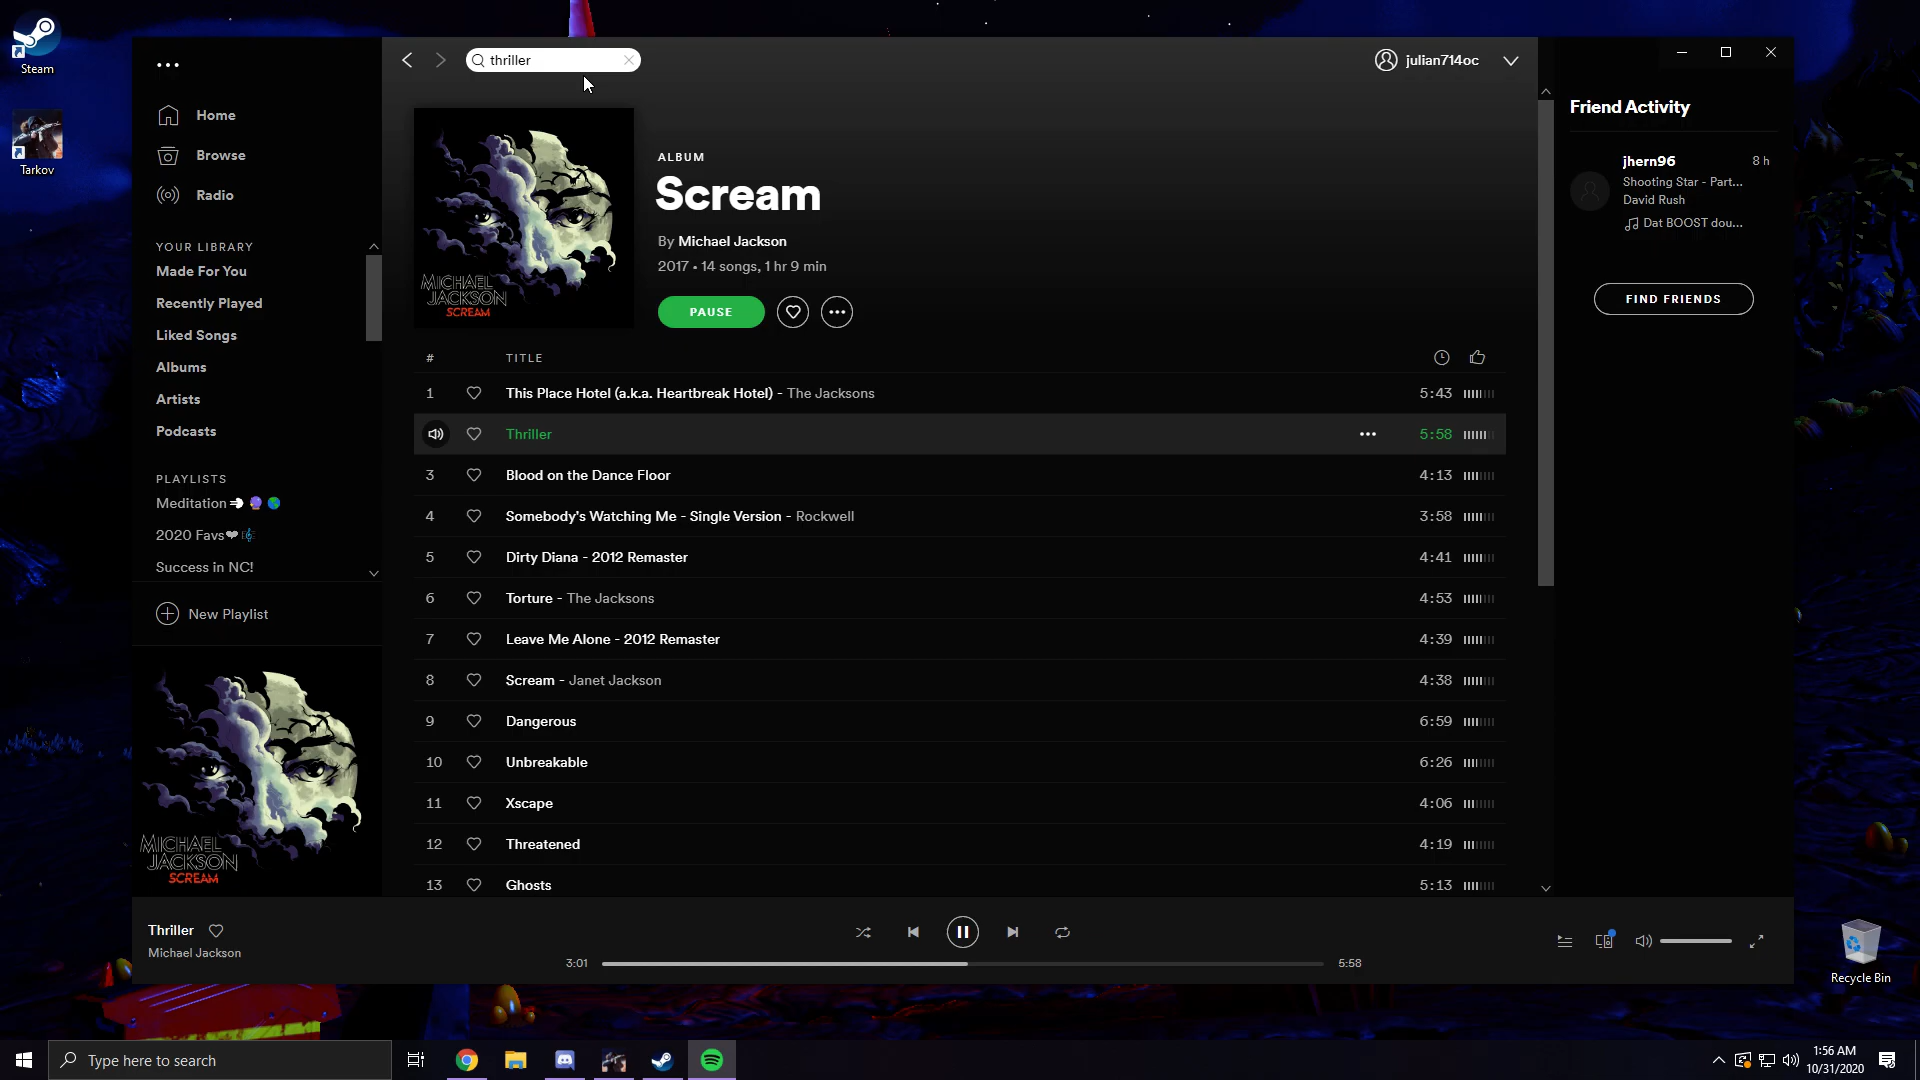 Steam
Tarkov
Home
Browse
Radio
YOUR LIBRARY
Made For You
Recently Played
Liked Songs
Albums
Artists
Podcasts
PLAYLISTS
Meditation
2020 Favs
Success in NC!
New Playlist
MICHAEL
JACKSON
SCREAM
thriller
julian714oc
MICHAEL
JACKSON
SCREAM
ALBUM
Scream
By Michael Jackson
2017 • 14 songs, 1 hr 9 min
PAUSE
# TITLE
1 This Place Hotel (a.k.a. Heartbreak Hotel) - The Jacksons 5:43
Thriller 5:58
3 Blood on the Dance Floor 4:13
4 Somebody's Watching Me - Single Version - Rockwell 3:58
5 Dirty Diana - 2012 Remaster 4:41
6 Torture - The Jacksons 4:53
7 Leave Me Alone - 2012 Remaster 4:39
8 Scream - Janet Jackson 4:38
9 Dangerous 6:59
10 Unbreakable 6:26
11 Xscape 4:06
12 Threatened 4:19
13 Ghosts 5:13
Friend Activity
jhern96 8 h
Shooting Star - Part...
David Rush
Dat BOOST dou...
FIND FRIENDS
Thriller
Michael Jackson
3:01 5:58
Recycle Bin
Type here to search
1:56 AM
10/31/2020